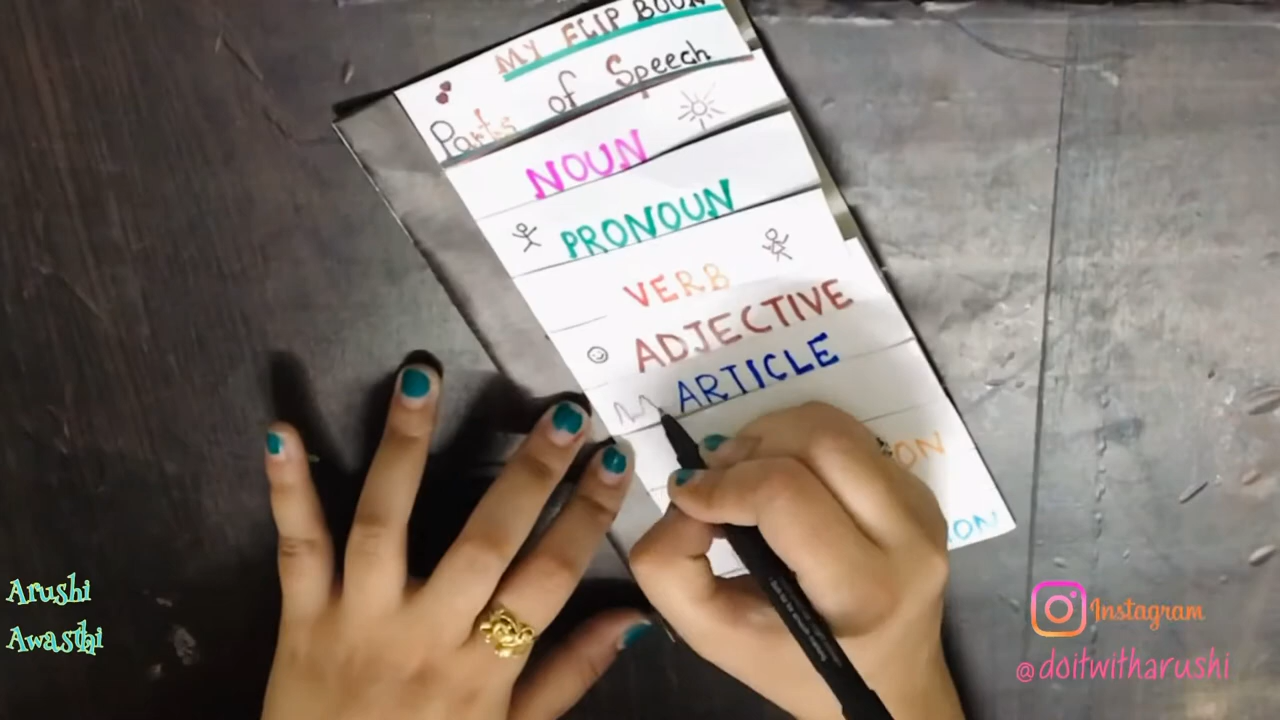 MY FLIP BOOK
Parts of Speech
NOUN
PRONOUN
VERB
ADJECTIVE
ARTICLE
Arushi
Awasthi
Instagram
@doitwitharushi